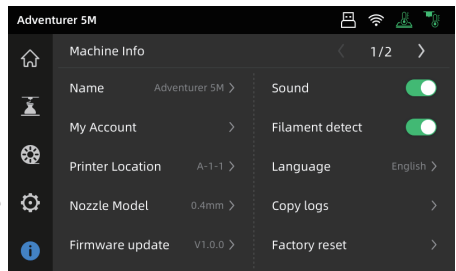 Adventurer 5M
Machine Info
1/2
Name Adventurer 5M
Sound
My Account
Filament detect
Printer Location A-1-1
Language English
Nozzle Model 0.4mm
Copy logs
Firmware update V1.0.0
Factory reset